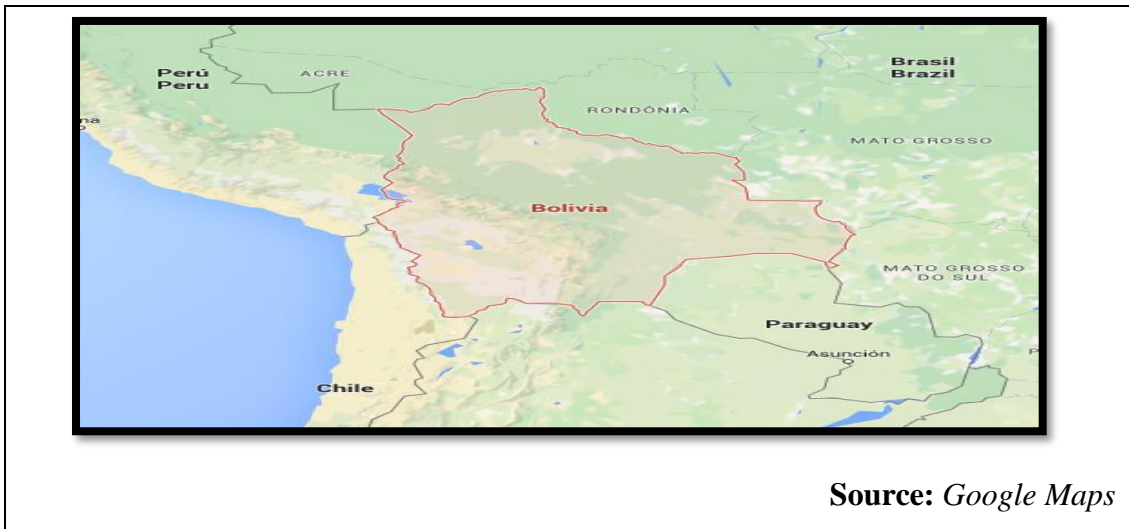 Perú
Peru
ACRE
Brasil
Brazil
RONDÔNIA
na
MATO GROSSO
Bolivia
MATO GROSSO
DO SUL
Paraguay
Asunción
P
Chile
Source: Google Maps